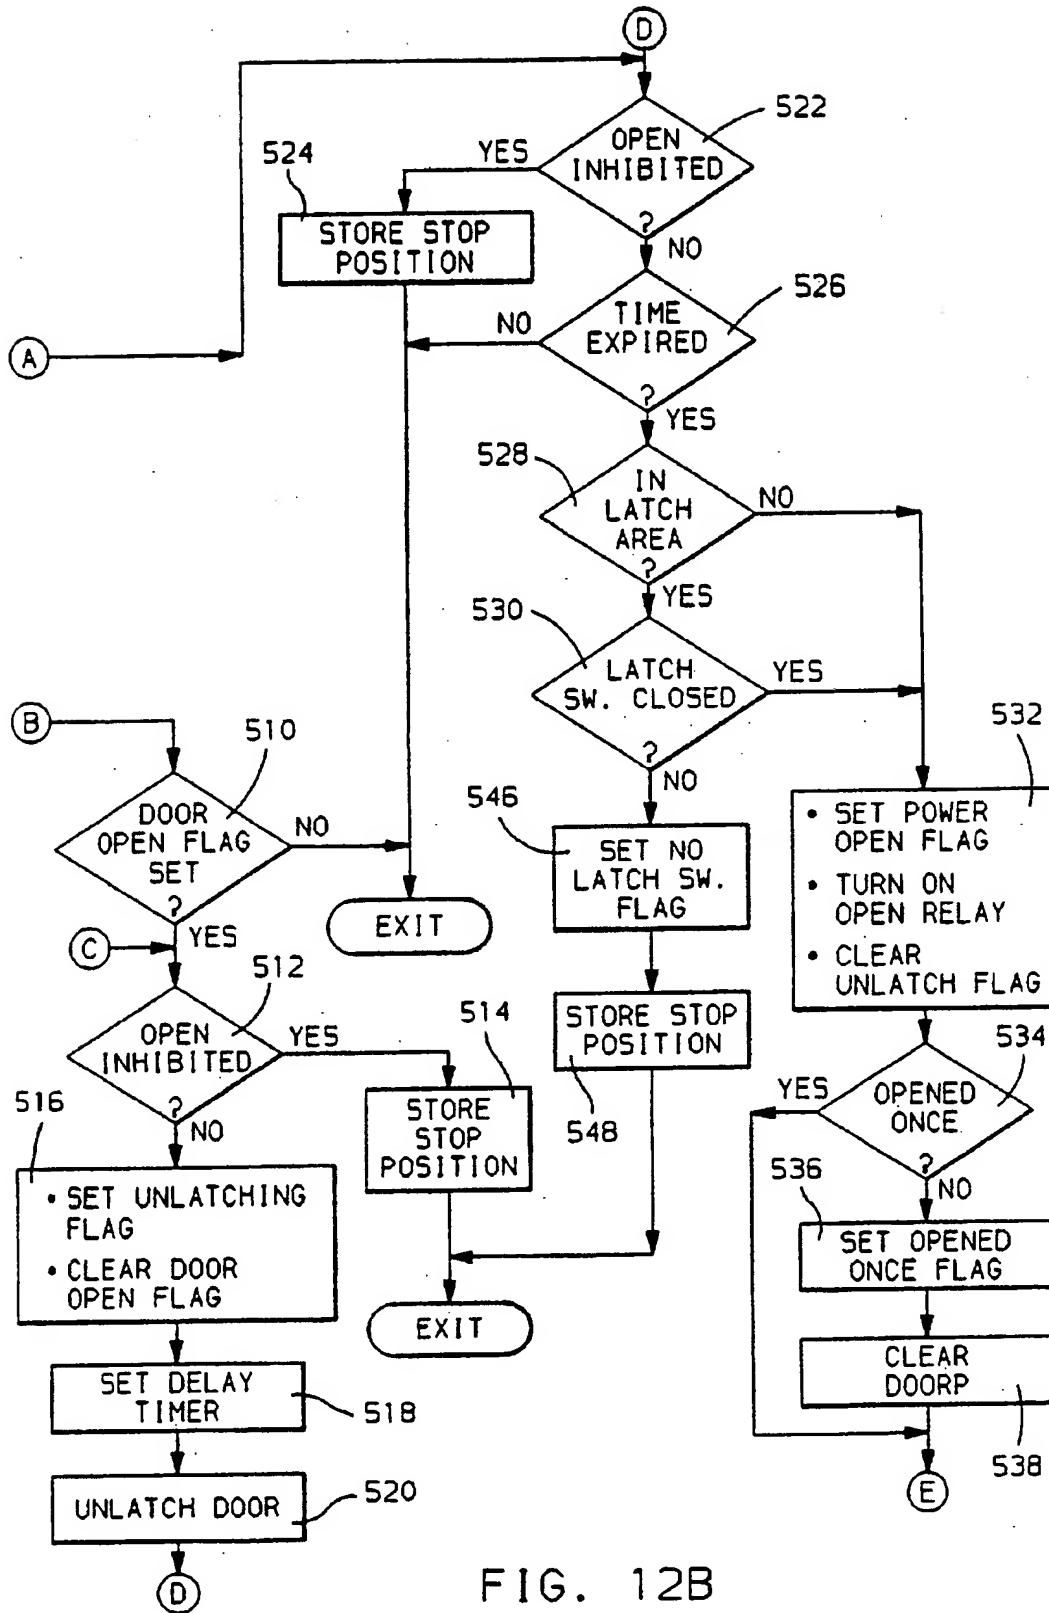 D
522
OPEN
INHIBITED
?
YES
NO
524
STORE STOP
POSITION
526
TIME
EXPIRED
?
NO
YES
A
528
IN
LATCH
AREA
?
NO
YES
530
LATCH
SW. CLOSED
?
YES
NO
B
510
DOOR
OPEN FLAG
SET
?
NO
YES
EXIT
546
SET NO
LATCH SW.
FLAG
532
• SET POWER
OPEN FLAG
• TURN ON
OPEN RELAY
• CLEAR
UNLATCH FLAG
C
512
OPEN
INHIBITED
?
YES
NO
514
STORE
STOP
POSITION
STORE STOP
POSITION
548
534
OPENED
ONCE
?
YES
NO
516
• SET UNLATCHING
FLAG
• CLEAR DOOR
OPEN FLAG
EXIT
536
SET OPENED
ONCE FLAG
SET DELAY
TIMER
518
CLEAR
DOORP
538
UNLATCH DOOR
520
E
D
FIG. 12B